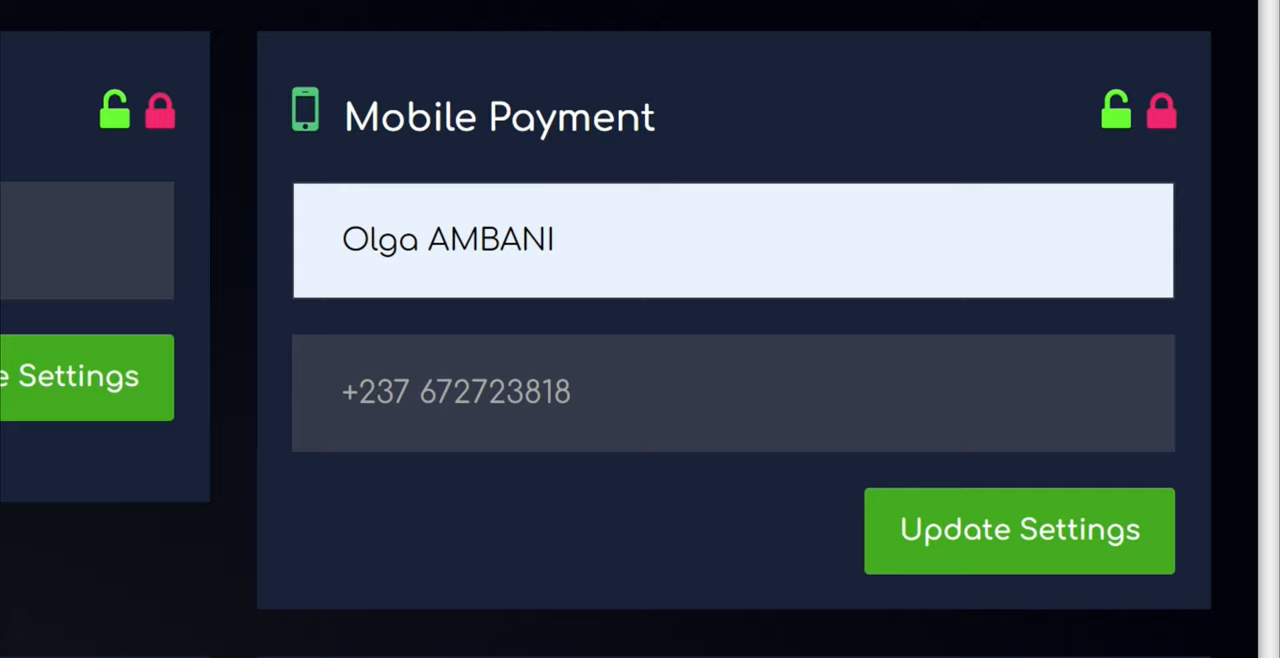 Mobile Payment
Olga AMBANI
+237 672723818
Settings
Update Settings